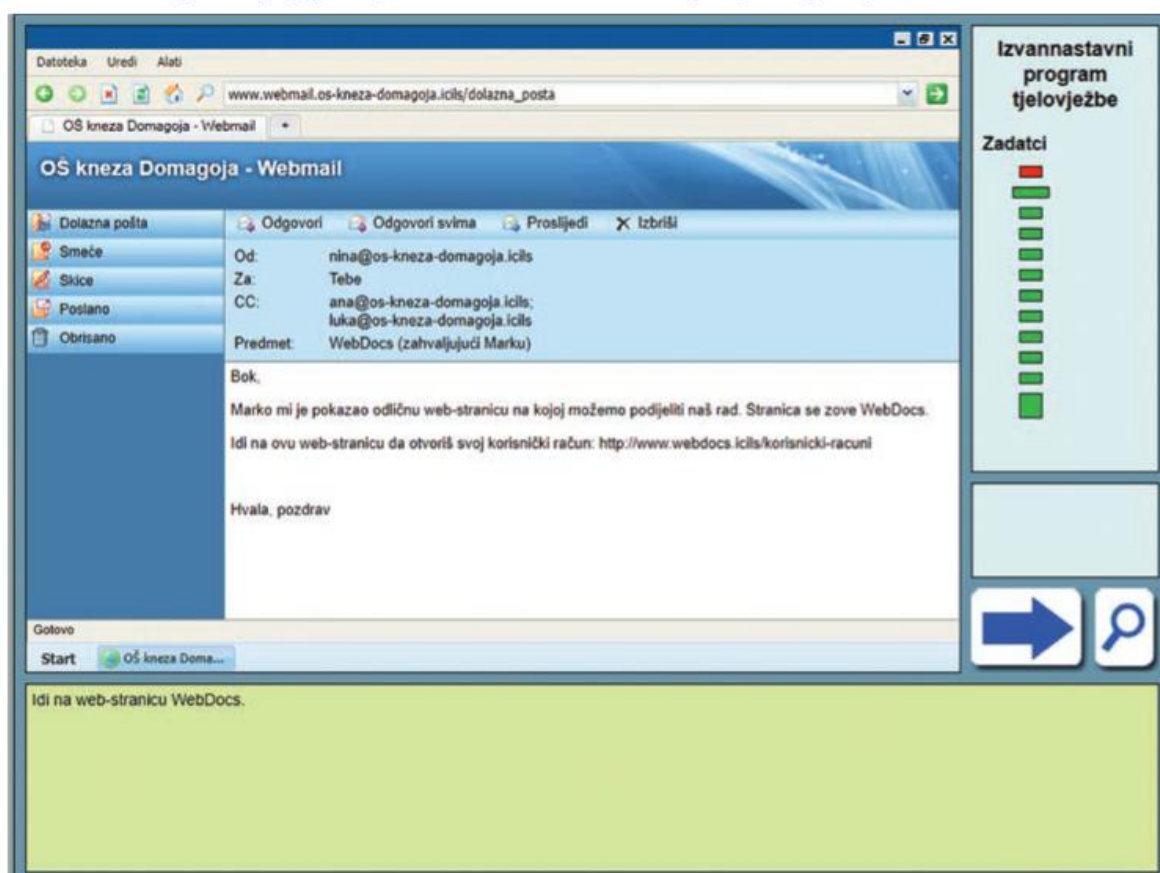 Datoteka Uredi Alati
www.webmail.os-kneza-domagoja.icils/dolazna_posta
OŠ kneza Domagoja - Webmail +
OŠ kneza Domagoja - Webmail
Dolazna pošta
Smeće
Skice
Poslano
Obrisano
Odgovori Odgovori svima Proslijedi Izbriši
Od: nina@os-kneza-domagoja.icils
Za: Tebe
CC: ana@os-kneza-domagoja.icils;
luka@os-kneza-domagoja.icils
Predmet: WebDocs (zahvaljujući Marku)
Bok,
Marko mi je pokazao odličnu web-stranicu na kojoj možemo podijeliti naš rad. Stranica se zove WebDocs.
Idi na ovu web-stranicu da otvoriš svoj korisnički račun: http://www.webdocs.icils/korisnicki-racuni
Hvala, pozdrav
Gotovo
Start OŠ kneza Doma...
Izvannastavni
program
tjelovježbe
Zadatci
Idi na web-stranicu WebDocs.